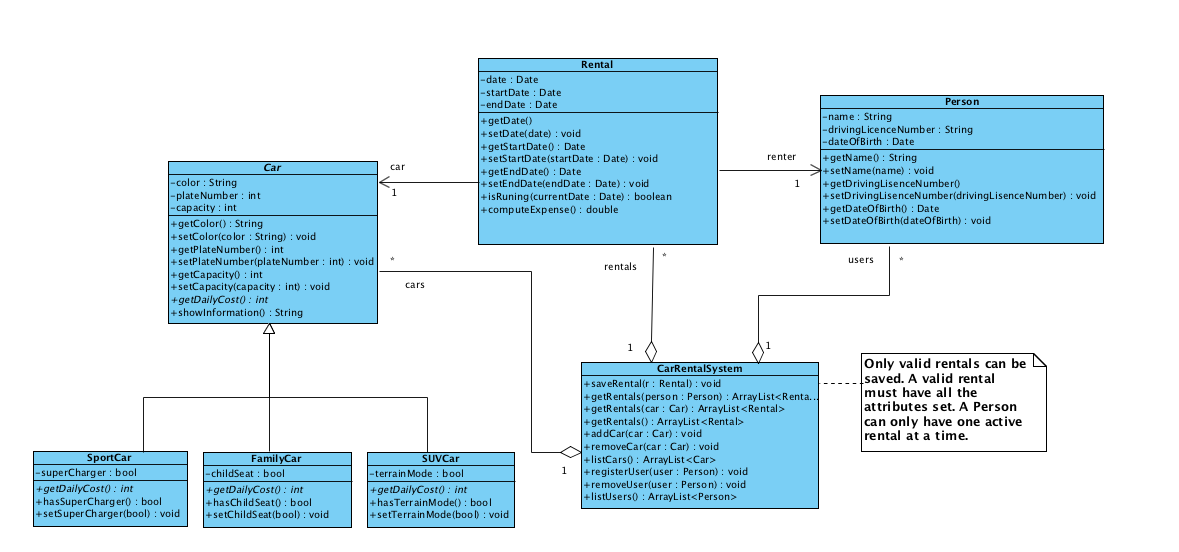 Rental
-date : Date
-startDate : Date
-endDate : Date
+getDate()
+setDate(date) : void
+getStartDate() : Date
+setStartDate(startDate : Date) : void
+getEndDate() : Date
+setEndDate(endDate : Date) : void
+isRuning(currentDate : Date) : boolean
+computeExpense() : double
Person
-name : String
-drivingLicenceNumber : String
-dateOfBirth : Date
+getName() : String
+setName(name) : void
+getDrivingLisenceNumber()
+setDrivingLisenceNumber(drivingLisenceNumber) : void
+getDateOfBirth() : Date
+setDateOfBirth(dateOfBirth) : void
renter
1
car
1
Car
-color : String
-plateNumber : int
-capacity : int
+getColor() : String
+setColor(color : String) : void
+getPlateNumber() : int
+setPlateNumber(plateNumber : int) : void
+getCapacity() : int
+setCapacity(capacity : int) : void
+getDailyCost() : int
+showInformation() : String
*
cars
rentals
*
users
*
1
1
1
CarRentalSystem
+saveRental(r : Rental) : void
+getRentals(person : Person) : ArrayList<Renta...
+getRentals(car : Car) : ArrayList<Rental>
+getRentals() : ArrayList<Rental>
+addCar(car : Car) : void
+removeCar(car : Car) : void
+listCars() : ArrayList<Car>
+registerUser(user : Person) : void
+removeUser(user : Person) : void
+listUsers() : ArrayList<Person>
Only valid rentals can be
saved. A valid rental
must have all the
attributes set. A Person
can only have one active
rental at a time.
SportCar
-superCharger : bool
+getDailyCost() : int
+hasSuperCharger() : bool
+setSuperCharger(bool) : void
FamilyCar
-childSeat : bool
+getDailyCost() : int
+hasChildSeat() : bool
+setChildSeat(bool) : void
SUVCar
-terrainMode : bool
+getDailyCost() : int
+hasTerrainMode() : bool
+setTerrainMode(bool) : void